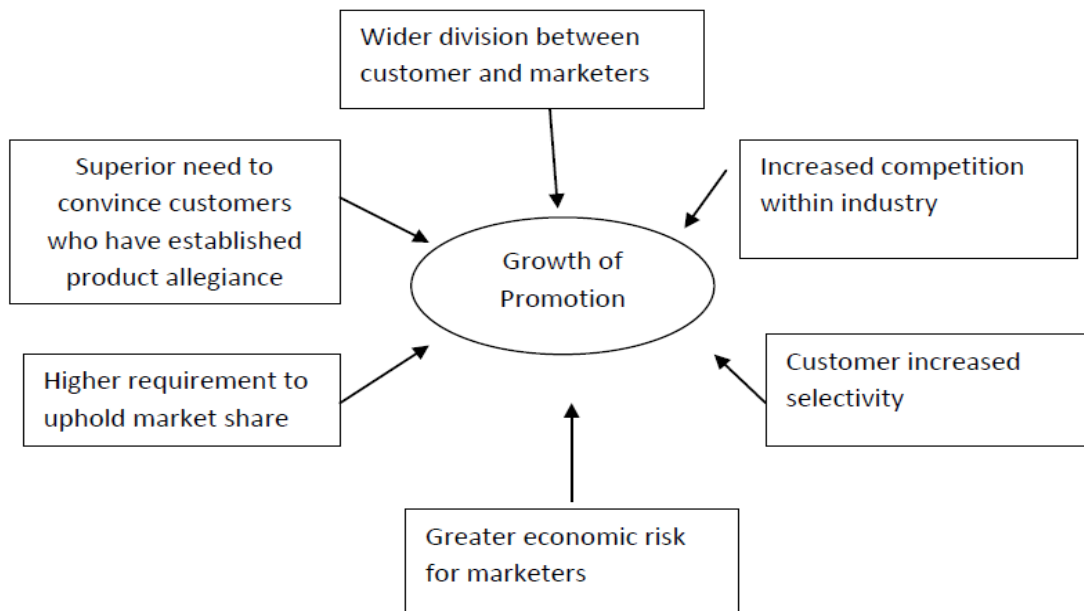 Wider division between
customer and marketers
Superior need to
convince customers
who have established
product allegiance
Increased competition
within industry
Growth of
Promotion
Higher requirement to
uphold market share
Customer increased
selectivity
Greater economic risk
for marketers